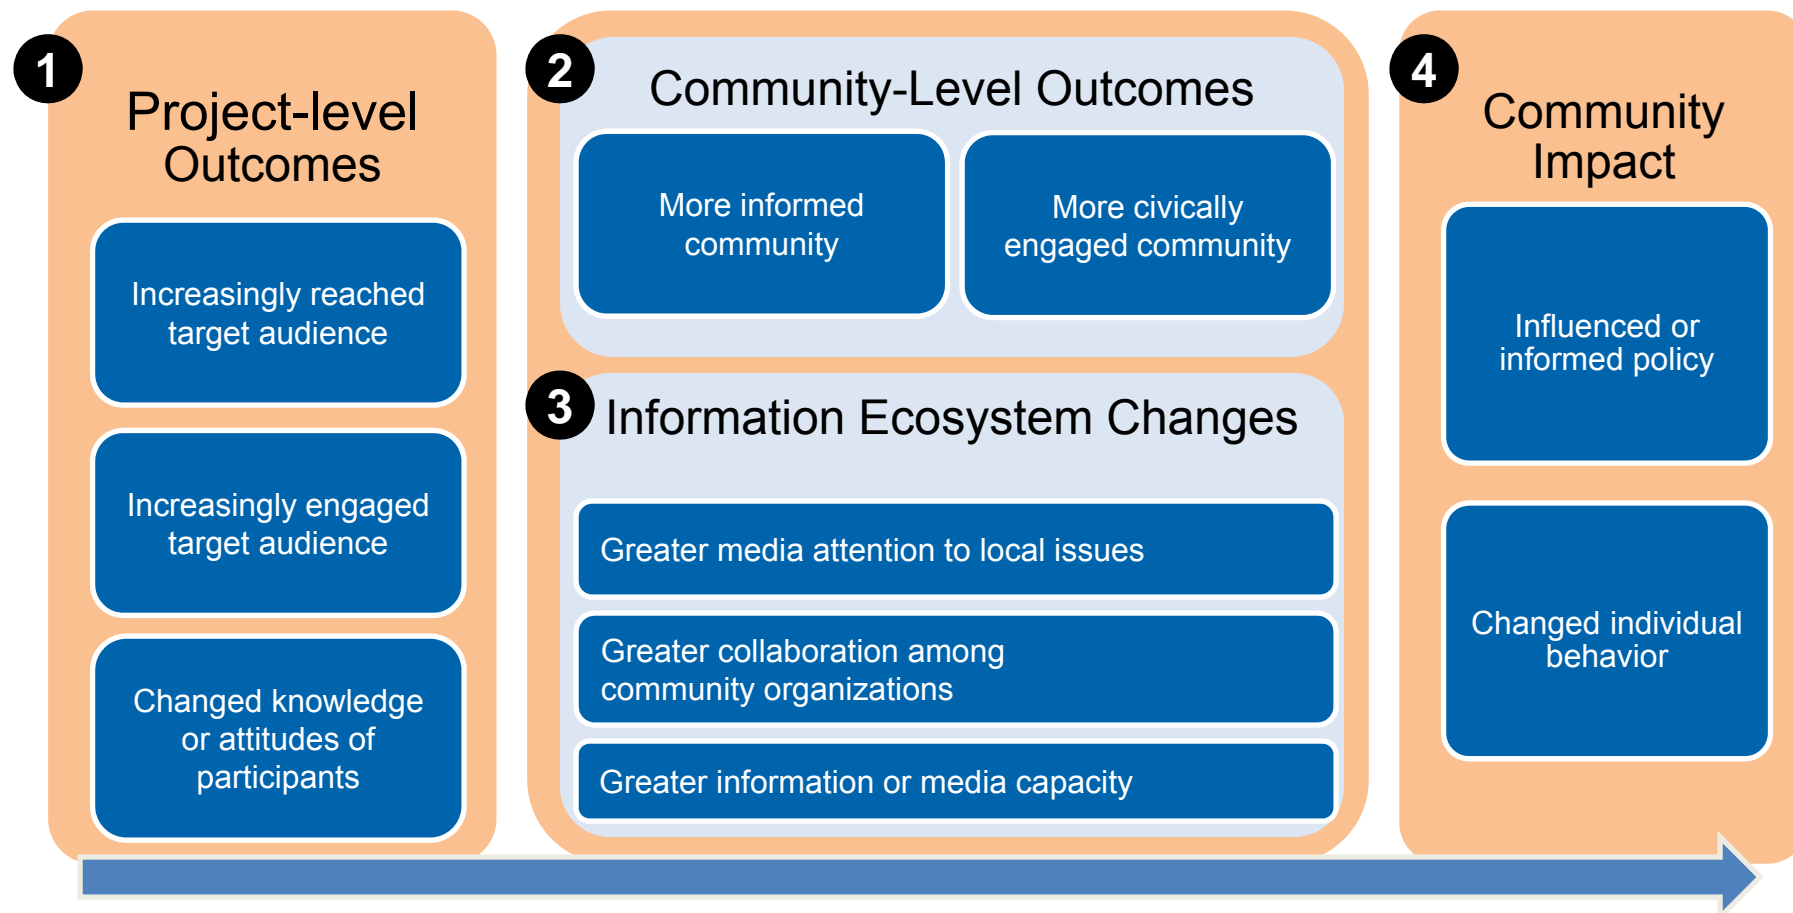 1
Project-level
Outcomes
Increasingly reached
target audience
Increasingly engaged
target audience
Changed knowledge
or attitudes of
participants
2
Community-Level Outcomes
More informed
community
More civically
engaged community
3
Information Ecosystem Changes
Greater media attention to local issues
Greater collaboration among
community organizations
Greater information or media capacity
4
Community
Impact
Influenced or
informed policy
Changed individual
behavior